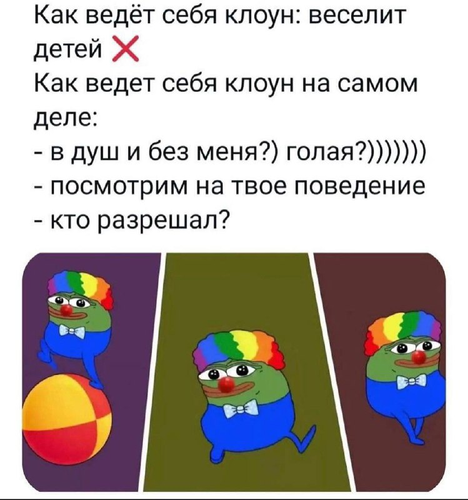 Как ведёт себя клоун: веселит
детей ❌
Как ведет себя клоун на самом
деле:
- в душ и без меня?) голая?)))))))
- посмотрим на твое поведение
- кто разрешал?